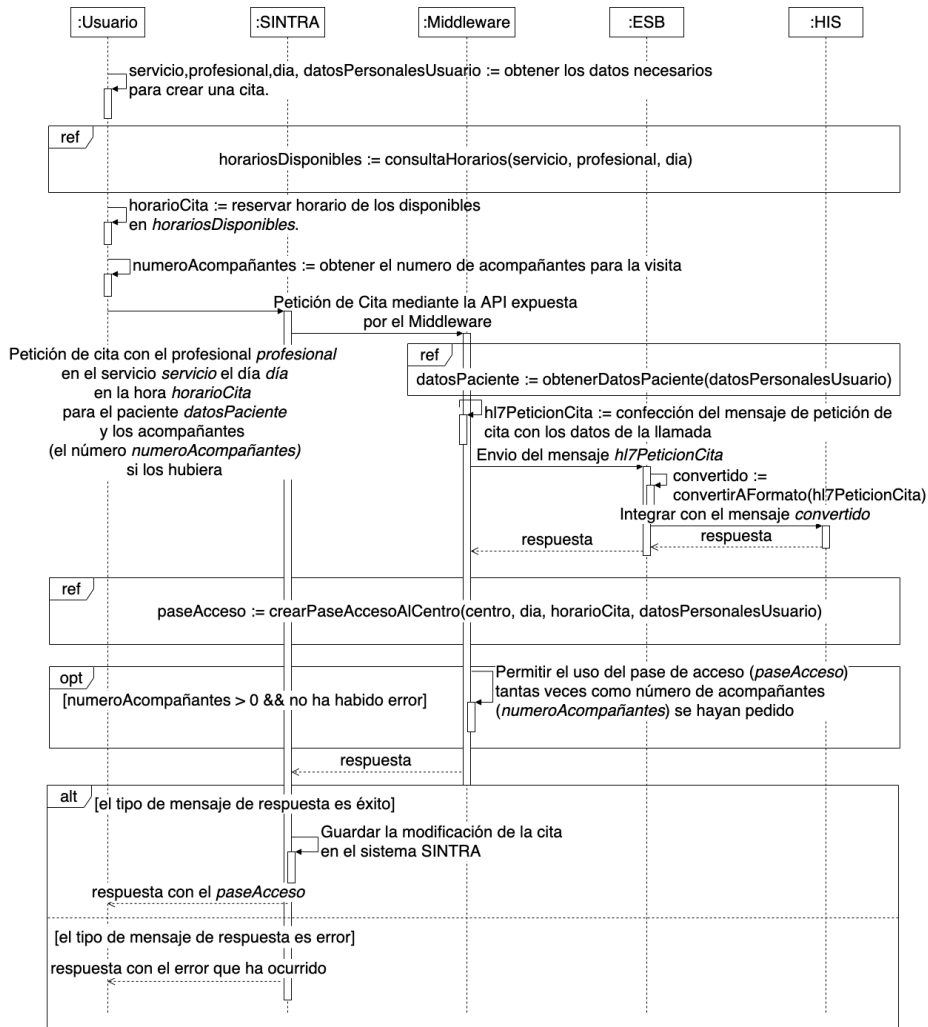 :Usuario
:SINTRA
:Middleware
:ESB
:HIS
servicio,profesional,dia, datosPersonalesUsuario := obtener los datos necesarios
para crear una cita.
ref
horariosDisponibles := consultaHorarios(servicio, profesional, dia)
horarioCita := reservar horario de los disponibles
en horariosDisponibles.
numeroAcompañantes := obtener el numero de acompañantes para la visita
Petición de Cita mediante la API expuesta
por el Middleware
Petición de cita con el profesional profesional
en el servicio servicio el día día
en la hora horarioCita
para el paciente datosPaciente
y los acompañantes
(el número numeroAcompañantes)
si los hubiera
ref
datosPaciente := obtenerDatosPaciente(datosPersonalesUsuario)
hl7PeticionCita := confección del mensaje de petición de
cita con los datos de la llamada
Envio del mensaje hl7PeticionCita
convertido :=
convertirAFormato(hl7PeticionCita)
Integrar con el mensaje convertido
respuesta
respuesta
ref
paseAcceso := crearPaseAccesoAlCentro(centro, dia, horarioCita, datosPersonalesUsuario)
opt
[numeroAcompañantes > 0 && no ha habido error]
Permitir el uso del pase de acceso (paseAcceso)
tantas veces como número de acompañantes
(numeroAcompañantes) se hayan pedido
respuesta
alt
[el tipo de mensaje de respuesta es éxito]
Guardar la modificación de la cita
en el sistema SINTRA
respuesta con el paseAcceso
[el tipo de mensaje de respuesta es error]
respuesta con el error que ha ocurrido